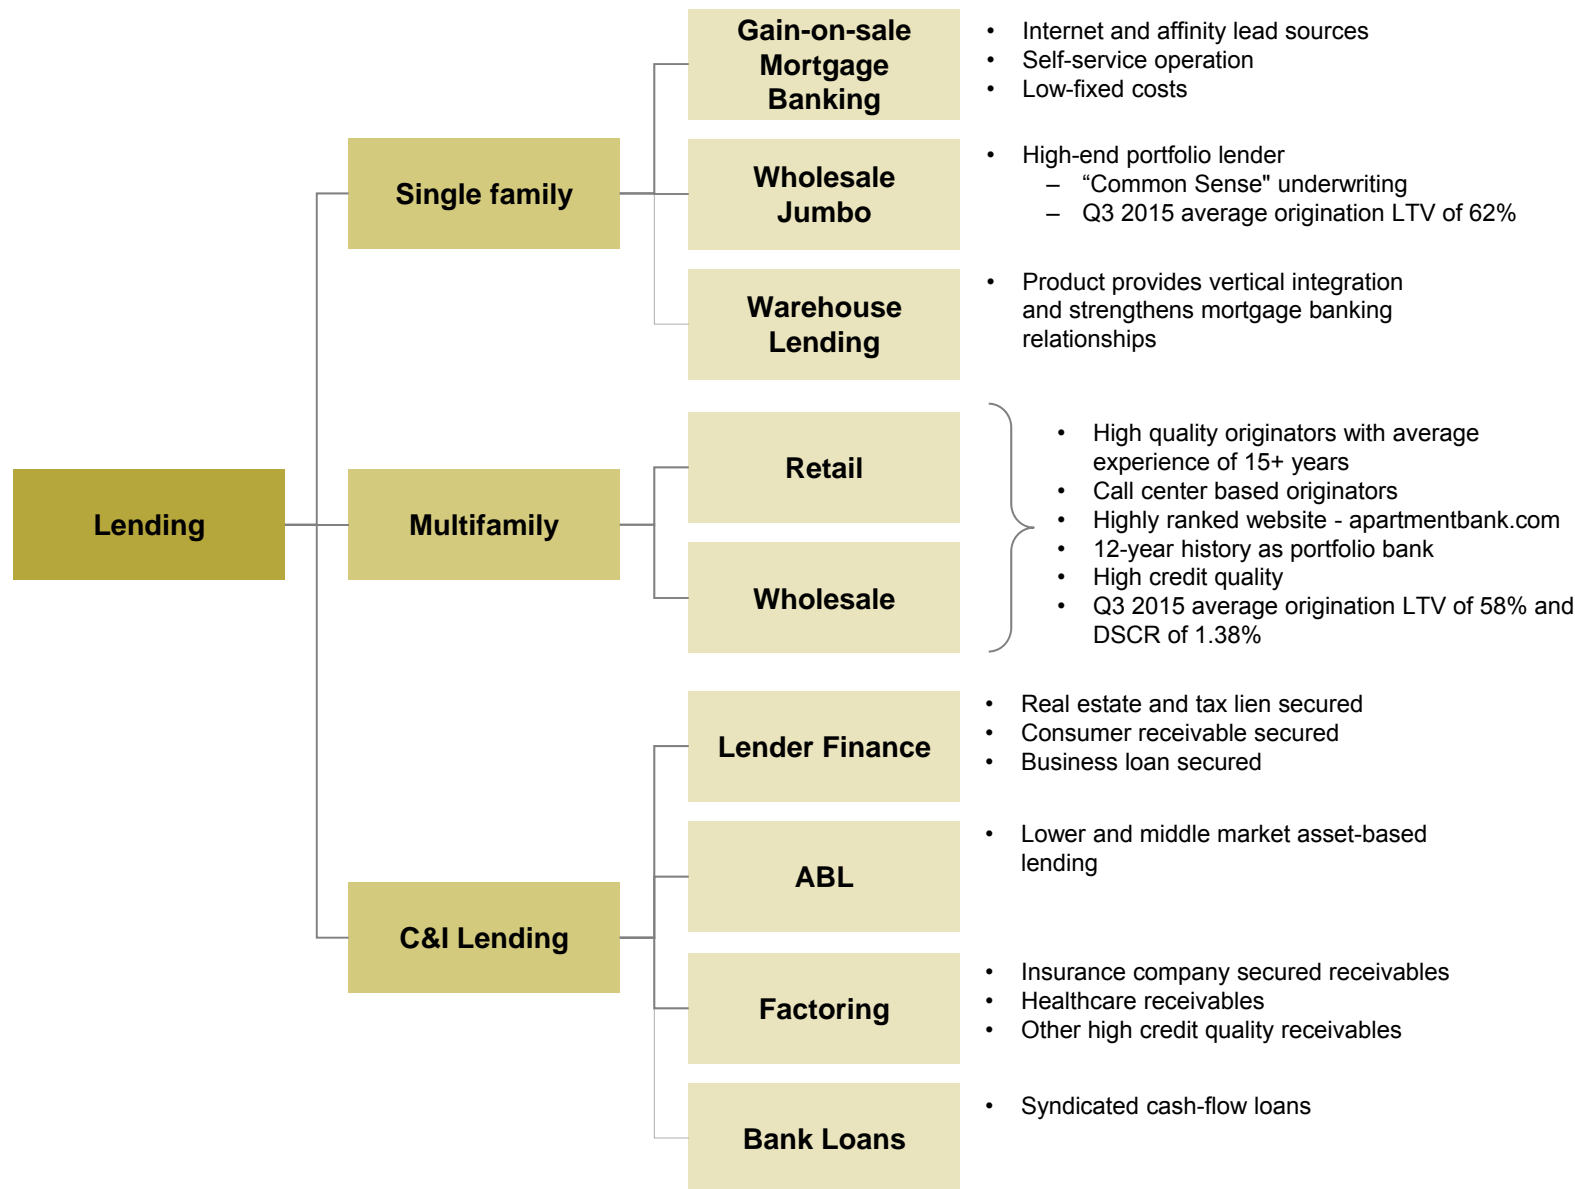 Gain-on-sale
Mortgage
Banking
• Internet and affinity lead sources
• Self-service operation
• Low-fixed costs
Single family
Wholesale
Jumbo
• High-end portfolio lender
– “Common Sense" underwriting
– Q3 2015 average origination LTV of 62%
Warehouse
Lending
• Product provides vertical integration
and strengthens mortgage banking
relationships
Lending
Multifamily
Retail
Wholesale
• High quality originators with average
experience of 15+ years
• Call center based originators
• Highly ranked website - apartmentbank.com
• 12-year history as portfolio bank
• High credit quality
• Q3 2015 average origination LTV of 58% and
DSCR of 1.38%
C&I Lending
Lender Finance
• Real estate and tax lien secured
• Consumer receivable secured
• Business loan secured
ABL
• Lower and middle market asset-based
lending
Factoring
• Insurance company secured receivables
• Healthcare receivables
• Other high credit quality receivables
Bank Loans
• Syndicated cash-flow loans